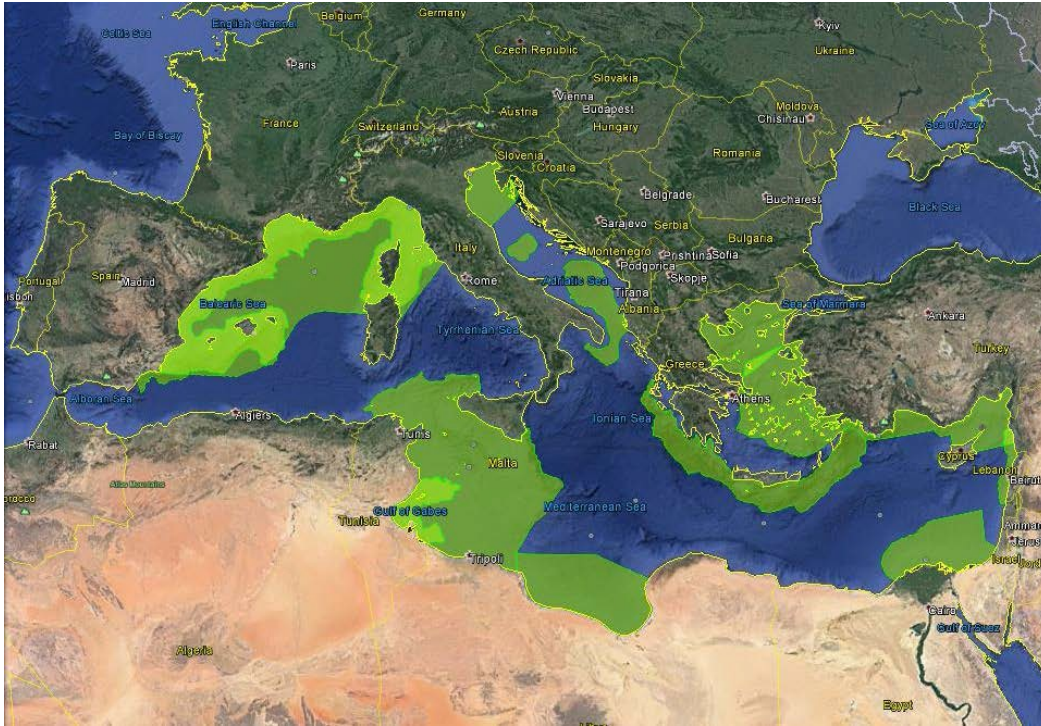 Celtic Sea
English Channel
Belgium
Germany
Kyiv
Ukraine
Czech Republic
Paris
Slovakia
Vienna
Budapest
Austria
Hungary
Moldova
Chisinau
France
Switzerland
Sea of Azov
Bay of Biscay
Slovenia
Croatia
Romania
Belgrade
Bucharest
Black Sea
Sarajevo
Serbia
Italy
Montenegro
Bulgaria
Prishtina
Sofia
Podgorica
Skopje
Portugal
Spain
Madrid
Rome
Adriatic Sea
Tirana
Albania
Balearic Sea
Sea of Marmara
Ankara
Tyrrhenian Sea
Turkey
Greece
Athens
Alboran Sea
Algiers
Ionian Sea
Rabat
Tunis
Malta
Cyprus
Lebanon
Beirut
Atlas Mountains
Gulf of Gabes
Mediterranean Sea
Tunisia
Tripoli
Israel
Cairo
Gulf of Suez
Algeria
Egypt